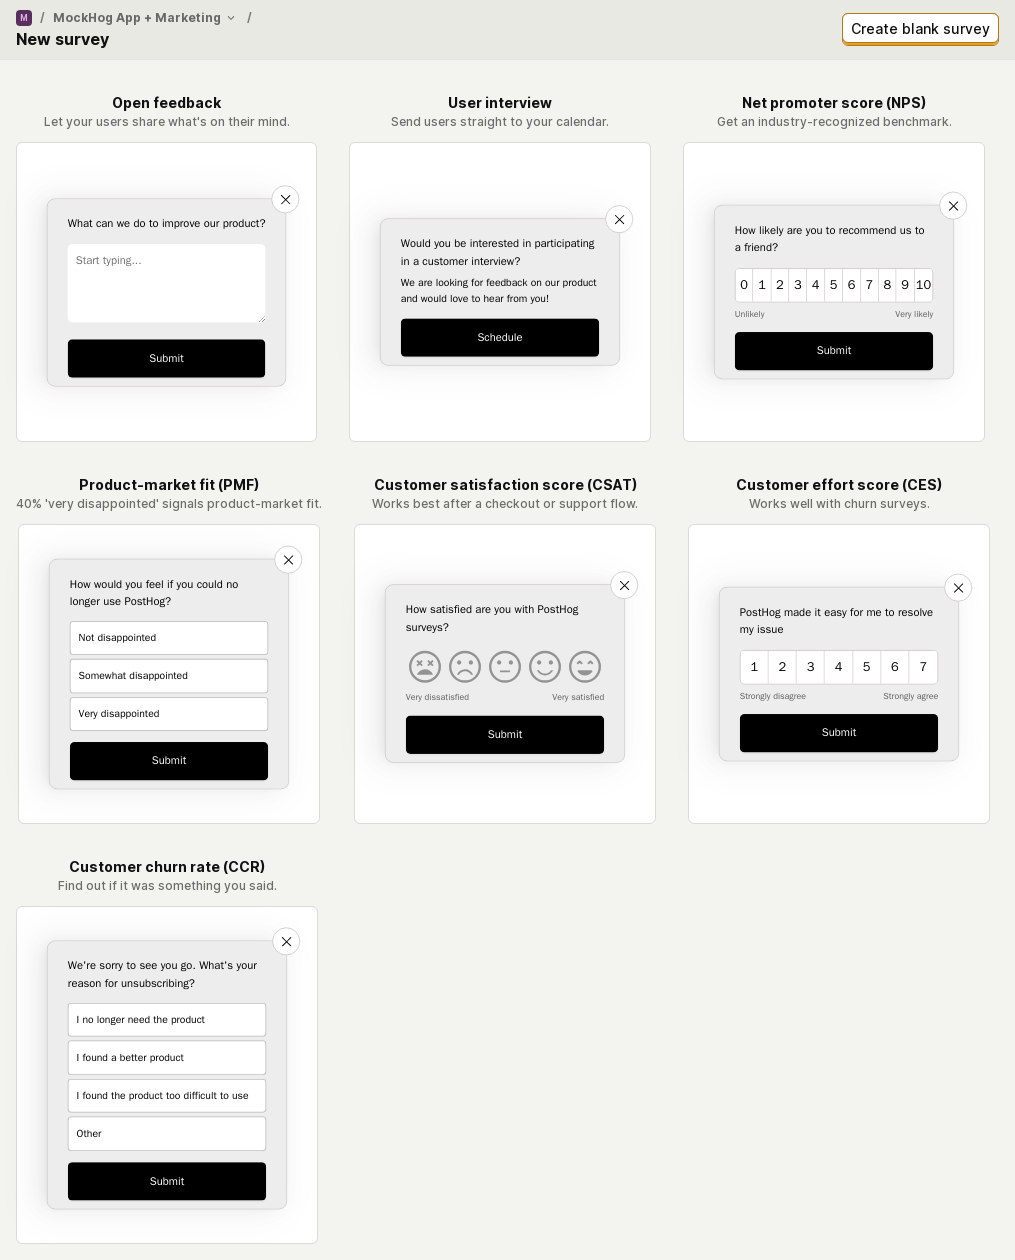 M / MockHog App + Marketing /
New survey
Create blank survey
Open feedback
Let your users share what's on their mind.
What can we do to improve our product?
Start typing...
Submit
User interview
Send users straight to your calendar.
Would you be interested in participating
in a customer interview?
We are looking for feedback on our product
and would love to hear from you!
Schedule
Net promoter score (NPS)
Get an industry-recognized benchmark.
How likely are you to recommend us to
a friend?
0 1 2 3 4 5 6 7 8 9 10
Unlikely Very likely
Submit
Product-market fit (PMF)
40% 'very disappointed' signals product-market fit.
How would you feel if you could no
longer use PostHog?
Not disappointed
Somewhat disappointed
Very disappointed
Submit
Customer satisfaction score (CSAT)
Works best after a checkout or support flow.
How satisfied are you with PostHog
surveys?
Very dissatisfied Very satisfied
Submit
Customer effort score (CES)
Works well with churn surveys.
PostHog made it easy for me to resolve
my issue
1 2 3 4 5 6 7
Strongly disagree Strongly agree
Submit
Customer churn rate (CCR)
Find out if it was something you said.
We're sorry to see you go. What's your
reason for unsubscribing?
I no longer need the product
I found a better product
I found the product too difficult to use
Other
Submit